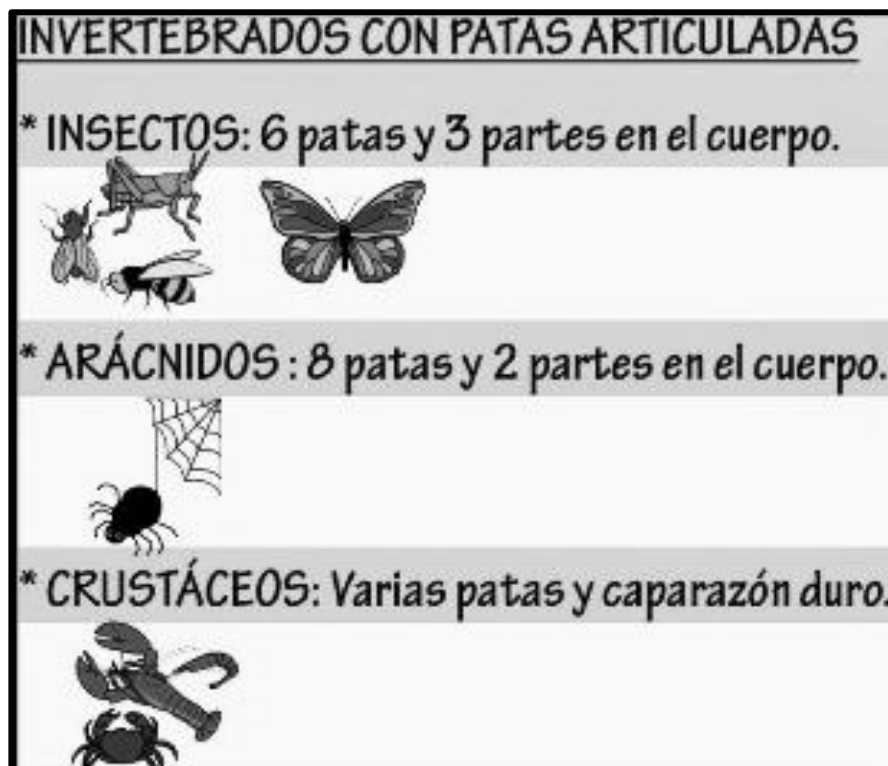 INVERTEBRADOS CON PATAS ARTICULADAS
* INSECTOS: 6 patas y 3 partes en el cuerpo.
* ARÁCNIDOS : 8 patas y 2 partes en el cuerpo.
* CRUSTÁCEOS: Varias patas y caparazón duro.